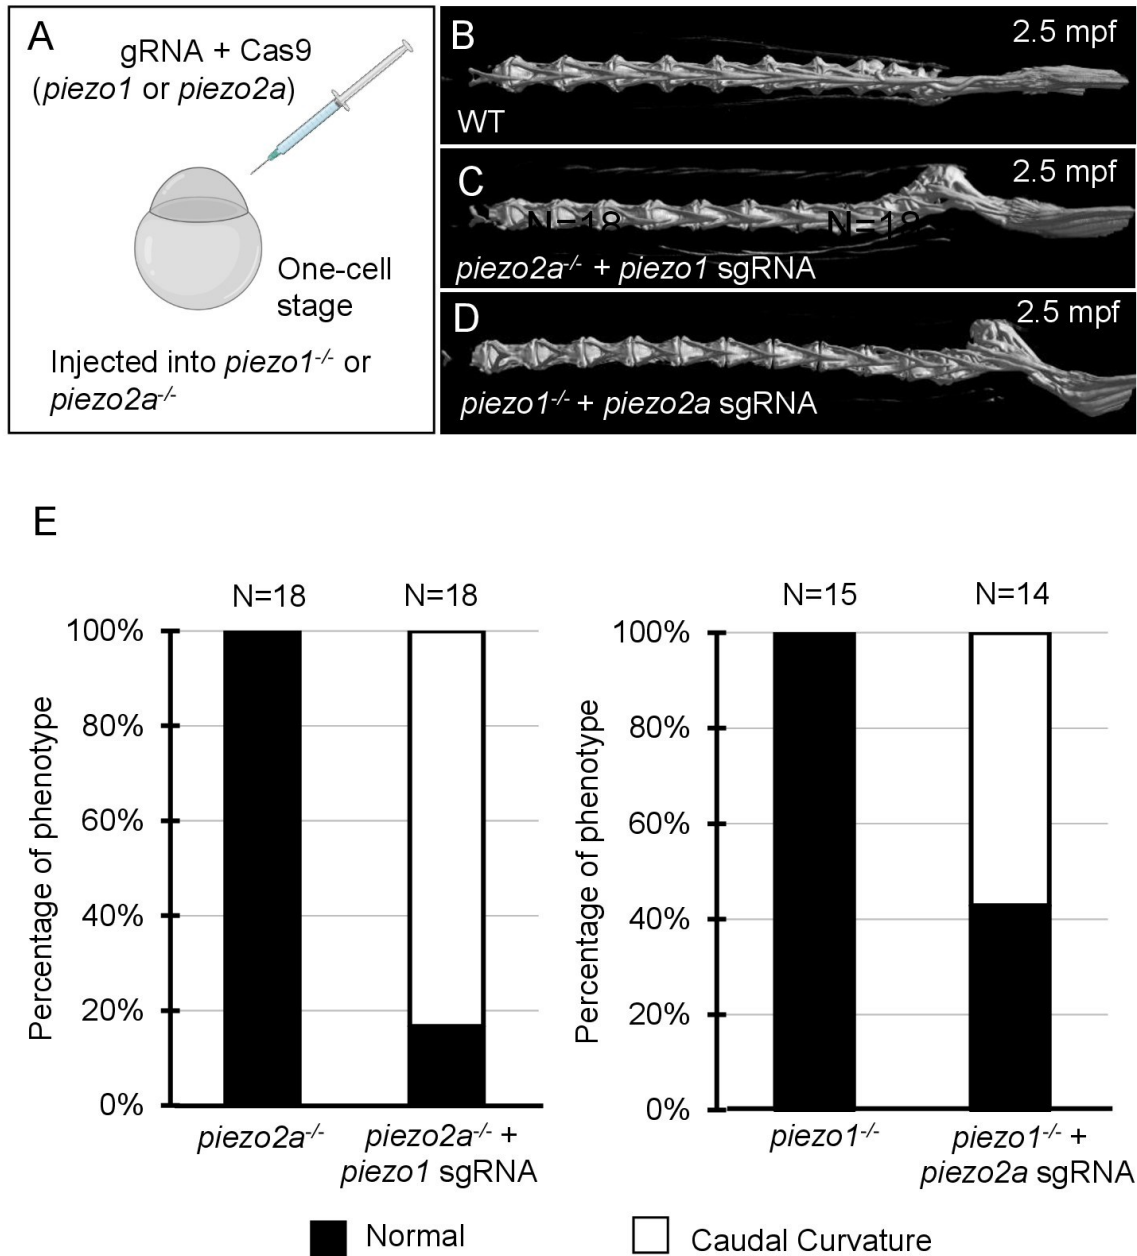 A
gRNA + Cas9
(piezo1 or piezo2a)
One-cell
stage
Injected into piezo1-/- or
piezo2a-/-
B
2.5 mpf
WT
C
2.5 mpf
N=18
N=18
piezo2a-/- + piezo1 sgRNA
D
2.5 mpf
piezo1-/- + piezo2a sgRNA
E
N=18
N=18
100%
80%
60%
40%
20%
0%
Percentage of phenotype
piezo2a-/-
piezo2a-/- +
piezo1 sgRNA
N=15
N=14
100%
80%
60%
40%
20%
0%
Percentage of phenotype
piezo1-/-
piezo1-/- +
piezo2a sgRNA
Normal
Caudal Curvature